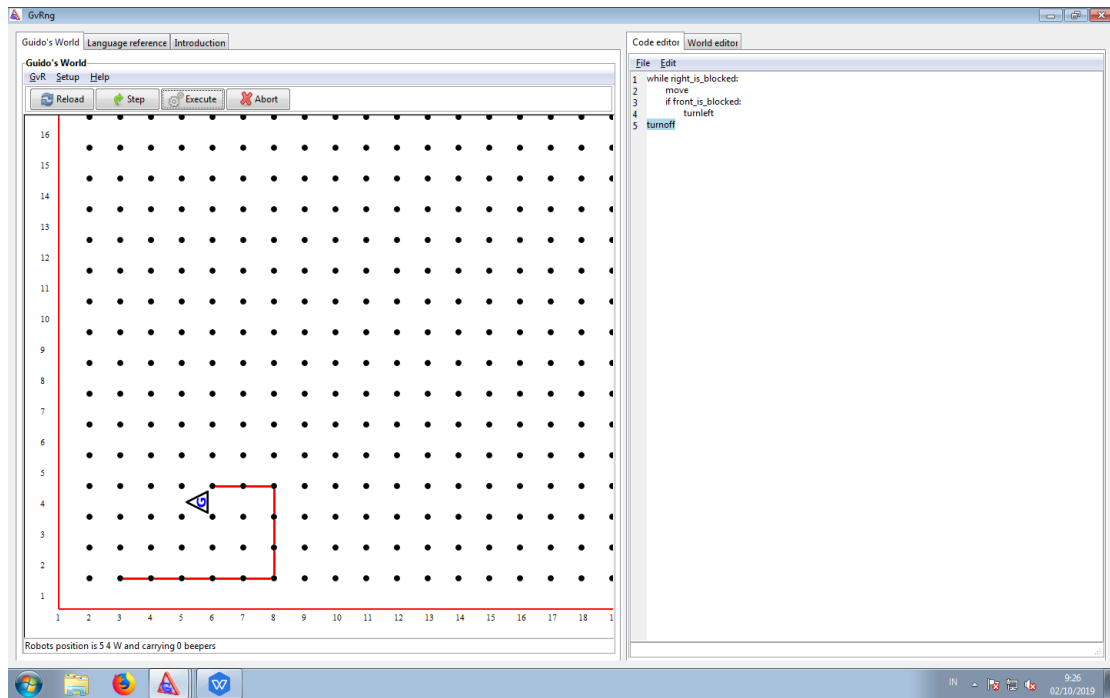 GvRng
Guido's World Language reference Introduction
Guido's World
GvR Setup Help
Reload Step Execute Abort
16
15
14
13
12
11
10
9
8
7
6
5
4
3
2
1
G
1 2 3 4 5 6 7 8 9 10 11 12 13 14 15 16 17 18 1
Robots position is 5 4 W and carrying 0 beepers
Code editor World editor
File Edit
1 while right_is_blocked:
2 move
3 if front_is_blocked:
4 turnleft
5 turnoff
IN 9:26
02/10/2019